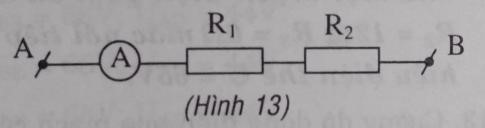 A A R₁ R₂ B
(Hình 13)